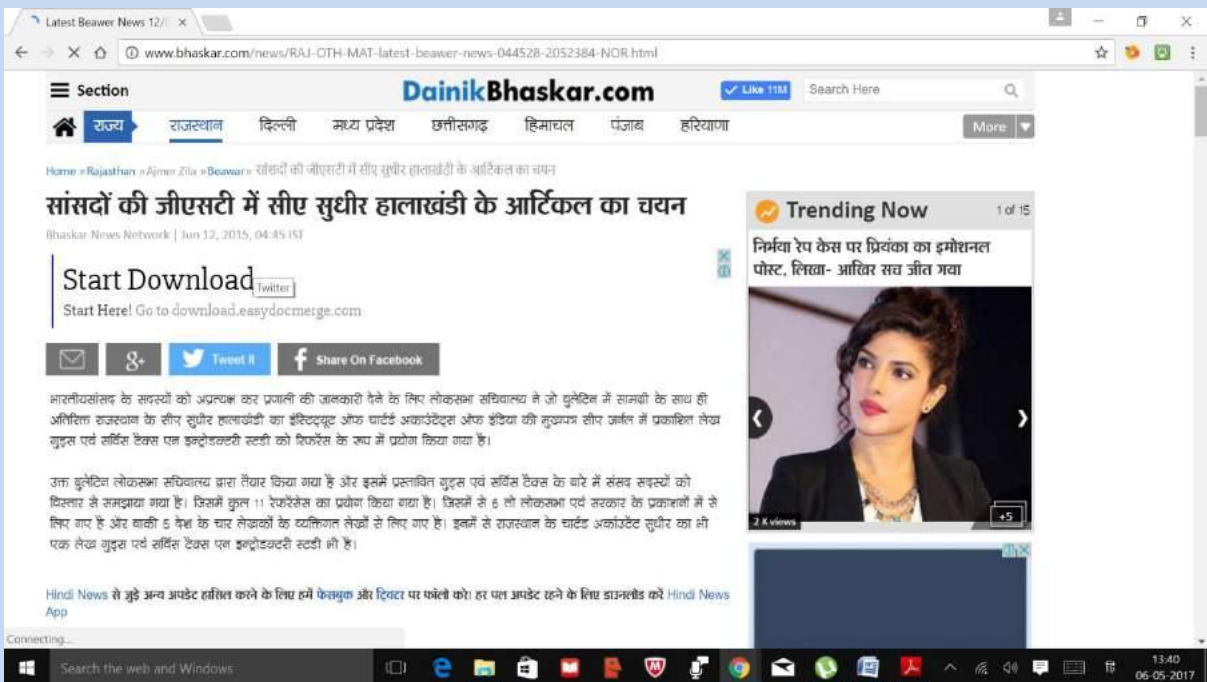 Latest Beawer News 12/
www.bhaskar.com/news/RAJ-OTH-MAT-latest-beawer-news-044528-2052384-NOR.html
Section
DainikBhaskar.com
Like 11M
Search Here
राज्य
राजस्थान
दिल्ली
मध्य प्रदेश
छत्तीसगढ़
हिमाचल
पंजाब
हरियाणा
More
Home » Rajasthan » Ajmer Zila » Beawar » सांसदों की जीएसटी में सीए सुधीर हालाखंडी के आर्टिकल का चयन
सांसदों की जीएसटी में सीए सुधीर हालाखंडी के आर्टिकल का चयन
Bhaskar News Network | Jun 12, 2015, 04:45 IST
Start Download
Twitter
Start Here! Go to download.easydocmerge.com
8+
Tweet It
Share On Facebook
भारतीयसांसद के सदस्यों को अप्रत्यक्ष कर प्रणाली की जानकारी देने के लिए लोकसभा सचिवालय ने जो बुलेटिन में सामग्री के साथ ही
अतिरिक्त राजस्थान के सीए सुधीर हालाखंडी का इंस्टिट्यूट ऑफ चार्टर्ड अकाउंटेंट्स ऑफ इंडिया की मुखपत्र सीए जर्नल में प्रकाशित लेख
गुड्स एवं सर्विस टैक्स एन इन्ट्रोडक्टरी स्टडी को रिफरेंस के रूप में प्रयोग किया गया है।
उक्त बुलेटिन लोकसभा सचिवालय द्वारा तैयार किया गया है और इसमें प्रस्तावित गुड्स एवं सर्विस टैक्स के बारे में संसद सदस्यों को
विस्तार से समझाया गया है। जिसमें कुल 11 रेफरेंसेस का प्रयोग किया गया है। जिसमें से 6 तो लोकसभा एवं सरकार के प्रकाशनों में से
लिए गए है और बाकी 5 देश के चार लेखकों के व्यक्तिगत लेखों से लिए गए है। इनमें से राजस्थान के चार्टर्ड अकांउटेंट सुधीर का भी
एक लेख गुड्स एवं सर्विस टैक्स एन इन्ट्रोडक्टरी स्टडी भी है।
Hindi News से जुड़े अन्य अपडेट हासिल करने के लिए हमें फेसबुक और ट्विटर पर फॉलो करें! हर पल अपडेट रहने के लिए डाउनलोड करें Hindi News
App
Trending Now
1 of 15
निर्भया रेप केस पर प्रियंका का इमोशनल
पोस्ट, लिखा- आखिर सच जीत गया
2 K views
+5
Connecting...
Search the web and Windows
13:40
06-05-2017